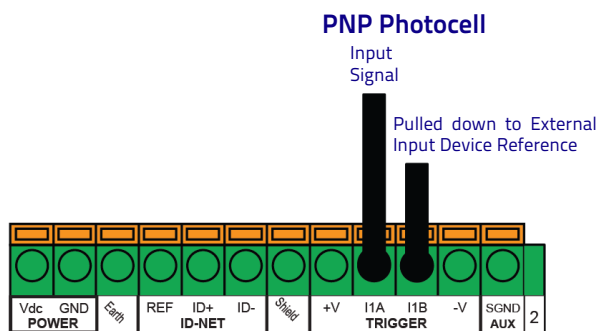 PNP Photocell
Input
Signal
Pulled down to External
Input Device Reference
Vdc GND Earth REF ID+ ID- Shield +V I1A I1B -V SGND 2
POWER ID-NET TRIGGER AUX